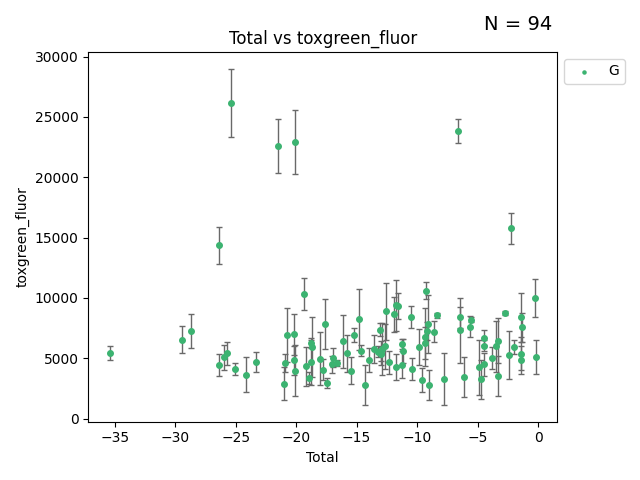 N = 94
Total vs toxgreen_fluor
G
toxgreen_fluor
30000
25000
20000
15000
10000
5000
0
−35 −30 −25 −20 −15 −10 −5 0
Total